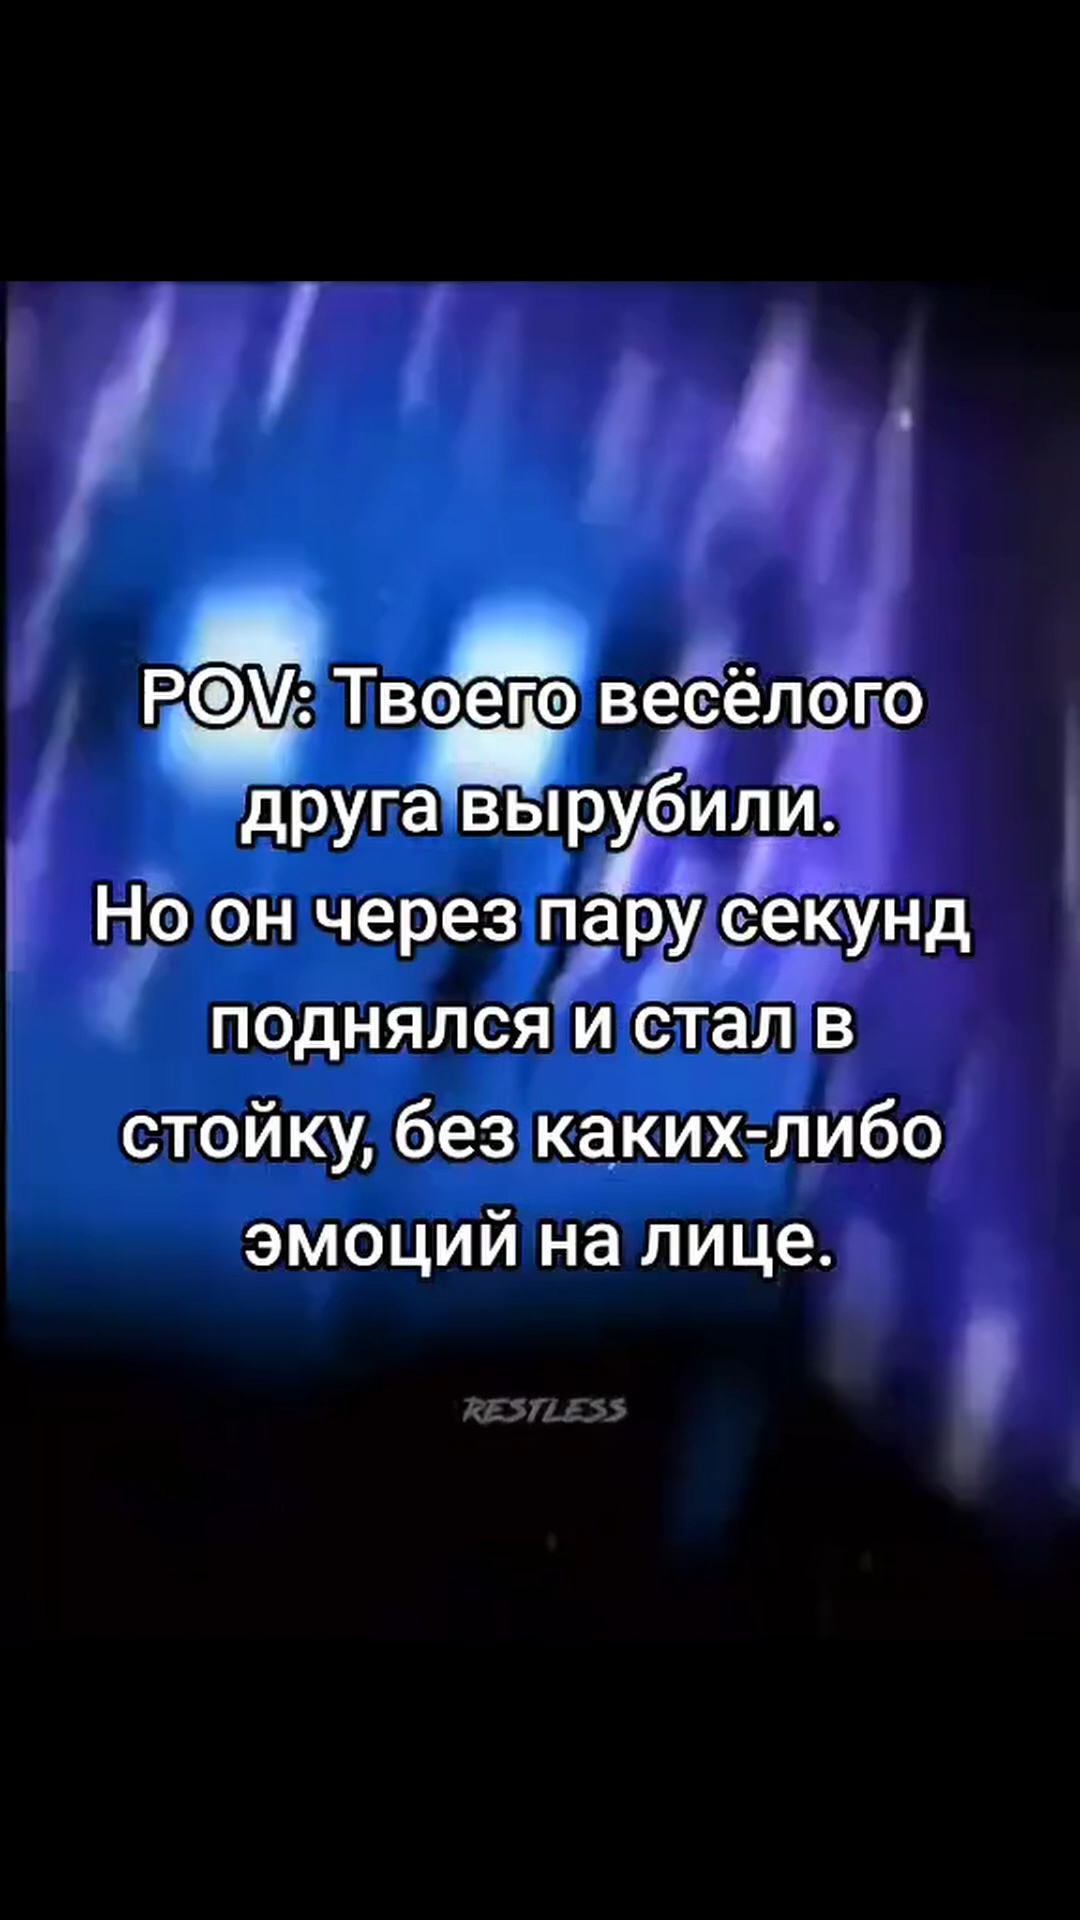 POV: Твоего весёлого
друга вырубили.
Но он через пару секунд
поднялся и стал в
стойку, без каких-либо
эмоций на лице.
RESTLESS